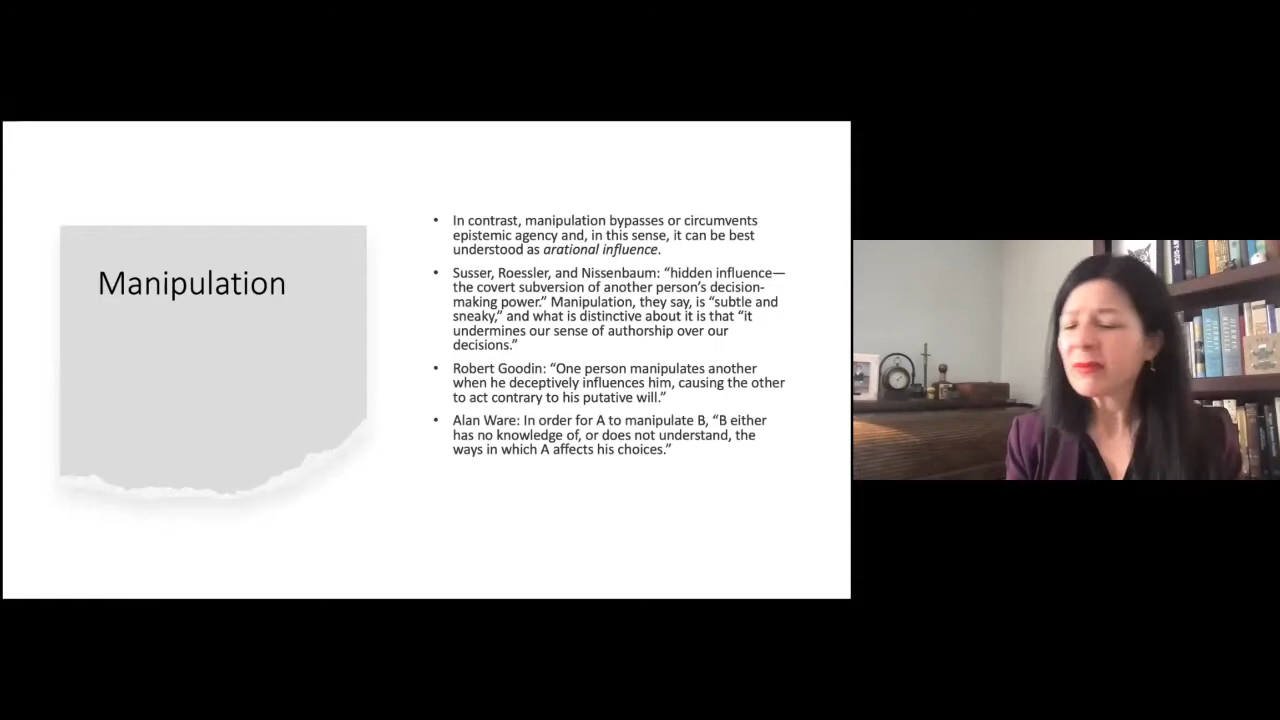 Manipulation
• In contrast, manipulation bypasses or circumvents
epistemic agency and, in this sense, it can be best
understood as arational influence.
• Susser, Roessler, and Nissenbaum: “hidden influence—
the covert subversion of another person’s decision-
making power.” Manipulation, they say, is “subtle and
sneaky,” and what is distinctive about it is that “it
undermines our sense of authorship over our
decisions.”
• Robert Goodin: “One person manipulates another
when he deceptively influences him, causing the other
to act contrary to his putative will.”
• Alan Ware: In order for A to manipulate B, “B either
has no knowledge of, or does not understand, the
ways in which A affects his choices.”